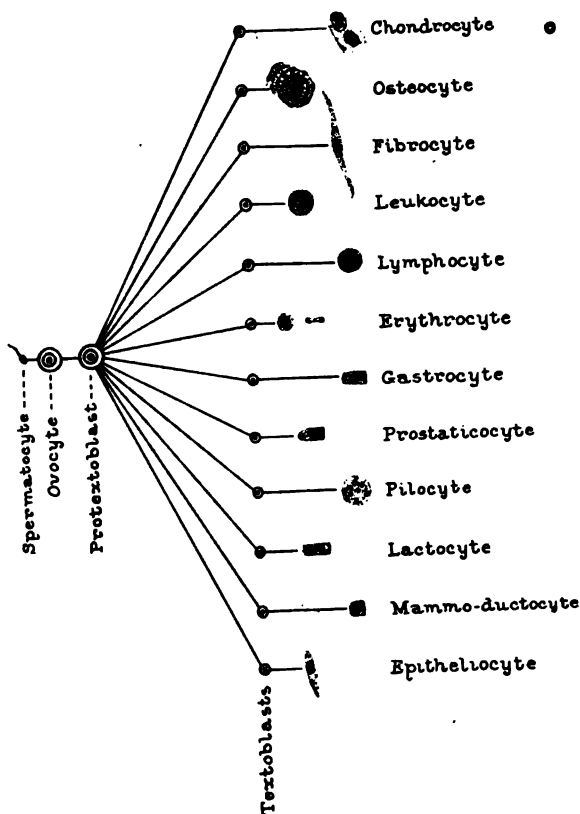 Chondrocyte
Osteocyte
Fibrocyte
Leukocyte
Lymphocyte
Erythrocyte
Gastrocyte
Prostaticocyte
Pilocyte
Lactocyte
Mammo-ductocyte
Epitheliocyte
Spermatocyte
Ovocyte
Protextoblast
Textoblasts